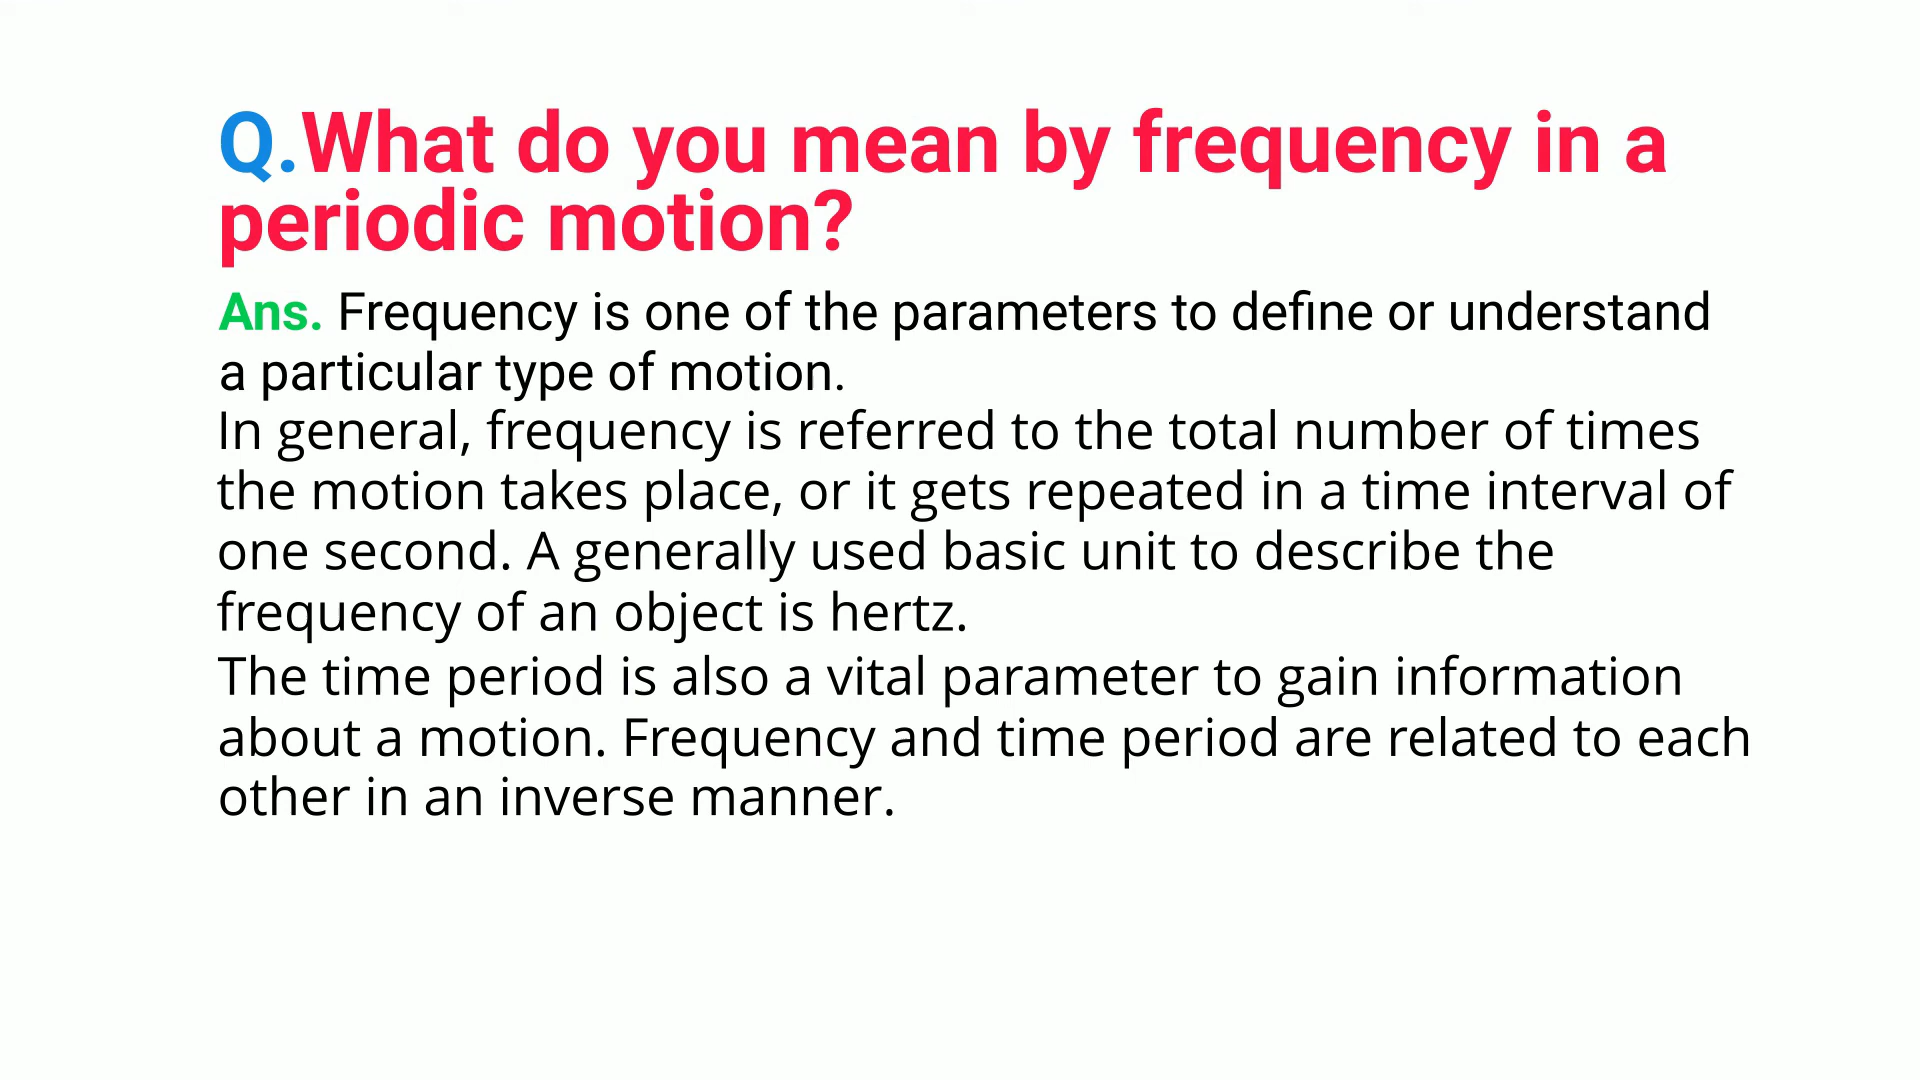 Q.What do you mean by frequency in a
periodic motion?
Ans. Frequency is one of the parameters to define or understand
a particular type of motion.
In general, frequency is referred to the total number of times
the motion takes place, or it gets repeated in a time interval of
one second. A generally used basic unit to describe the
frequency of an object is hertz.
The time period is also a vital parameter to gain information
about a motion. Frequency and time period are related to each
other in an inverse manner.